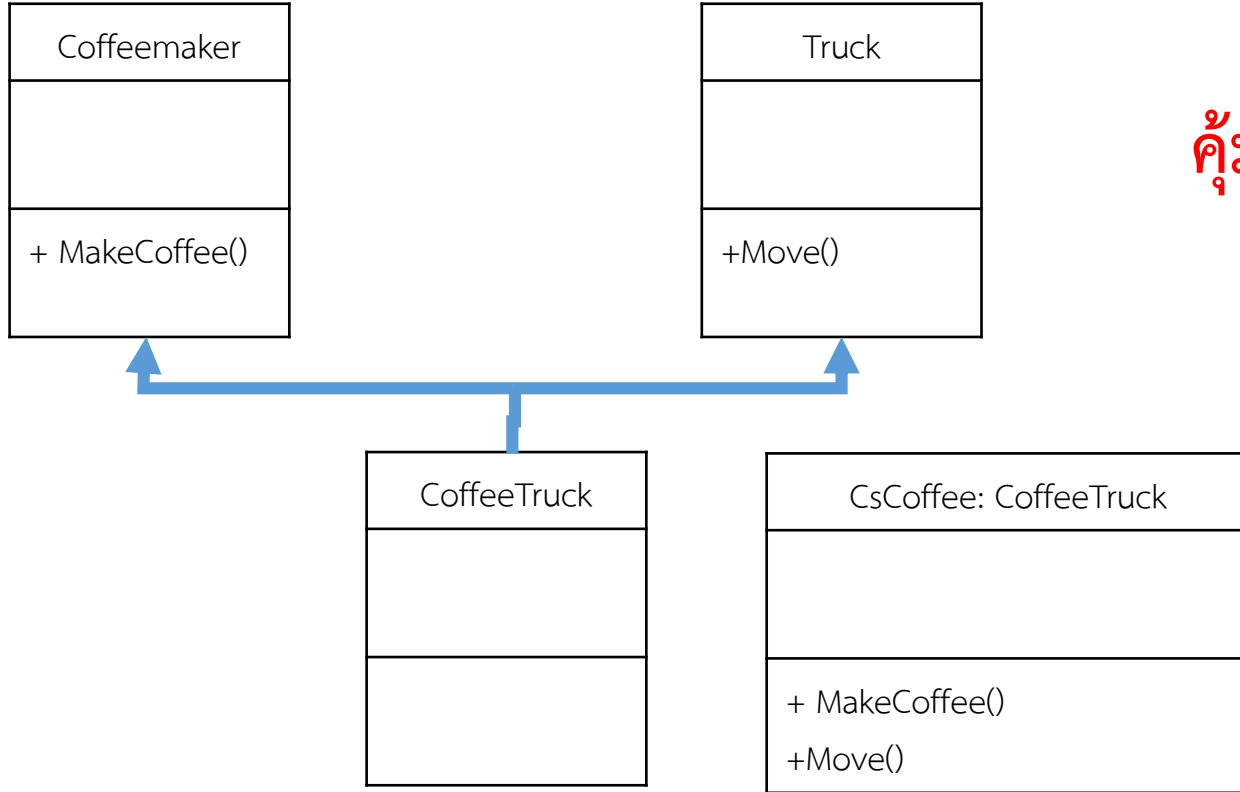 Coffeemaker
Truck
+ MakeCoffee()
+Move()
CoffeeTruck
CsCoffee: CoffeeTruck
+ MakeCoffee()
+Move()